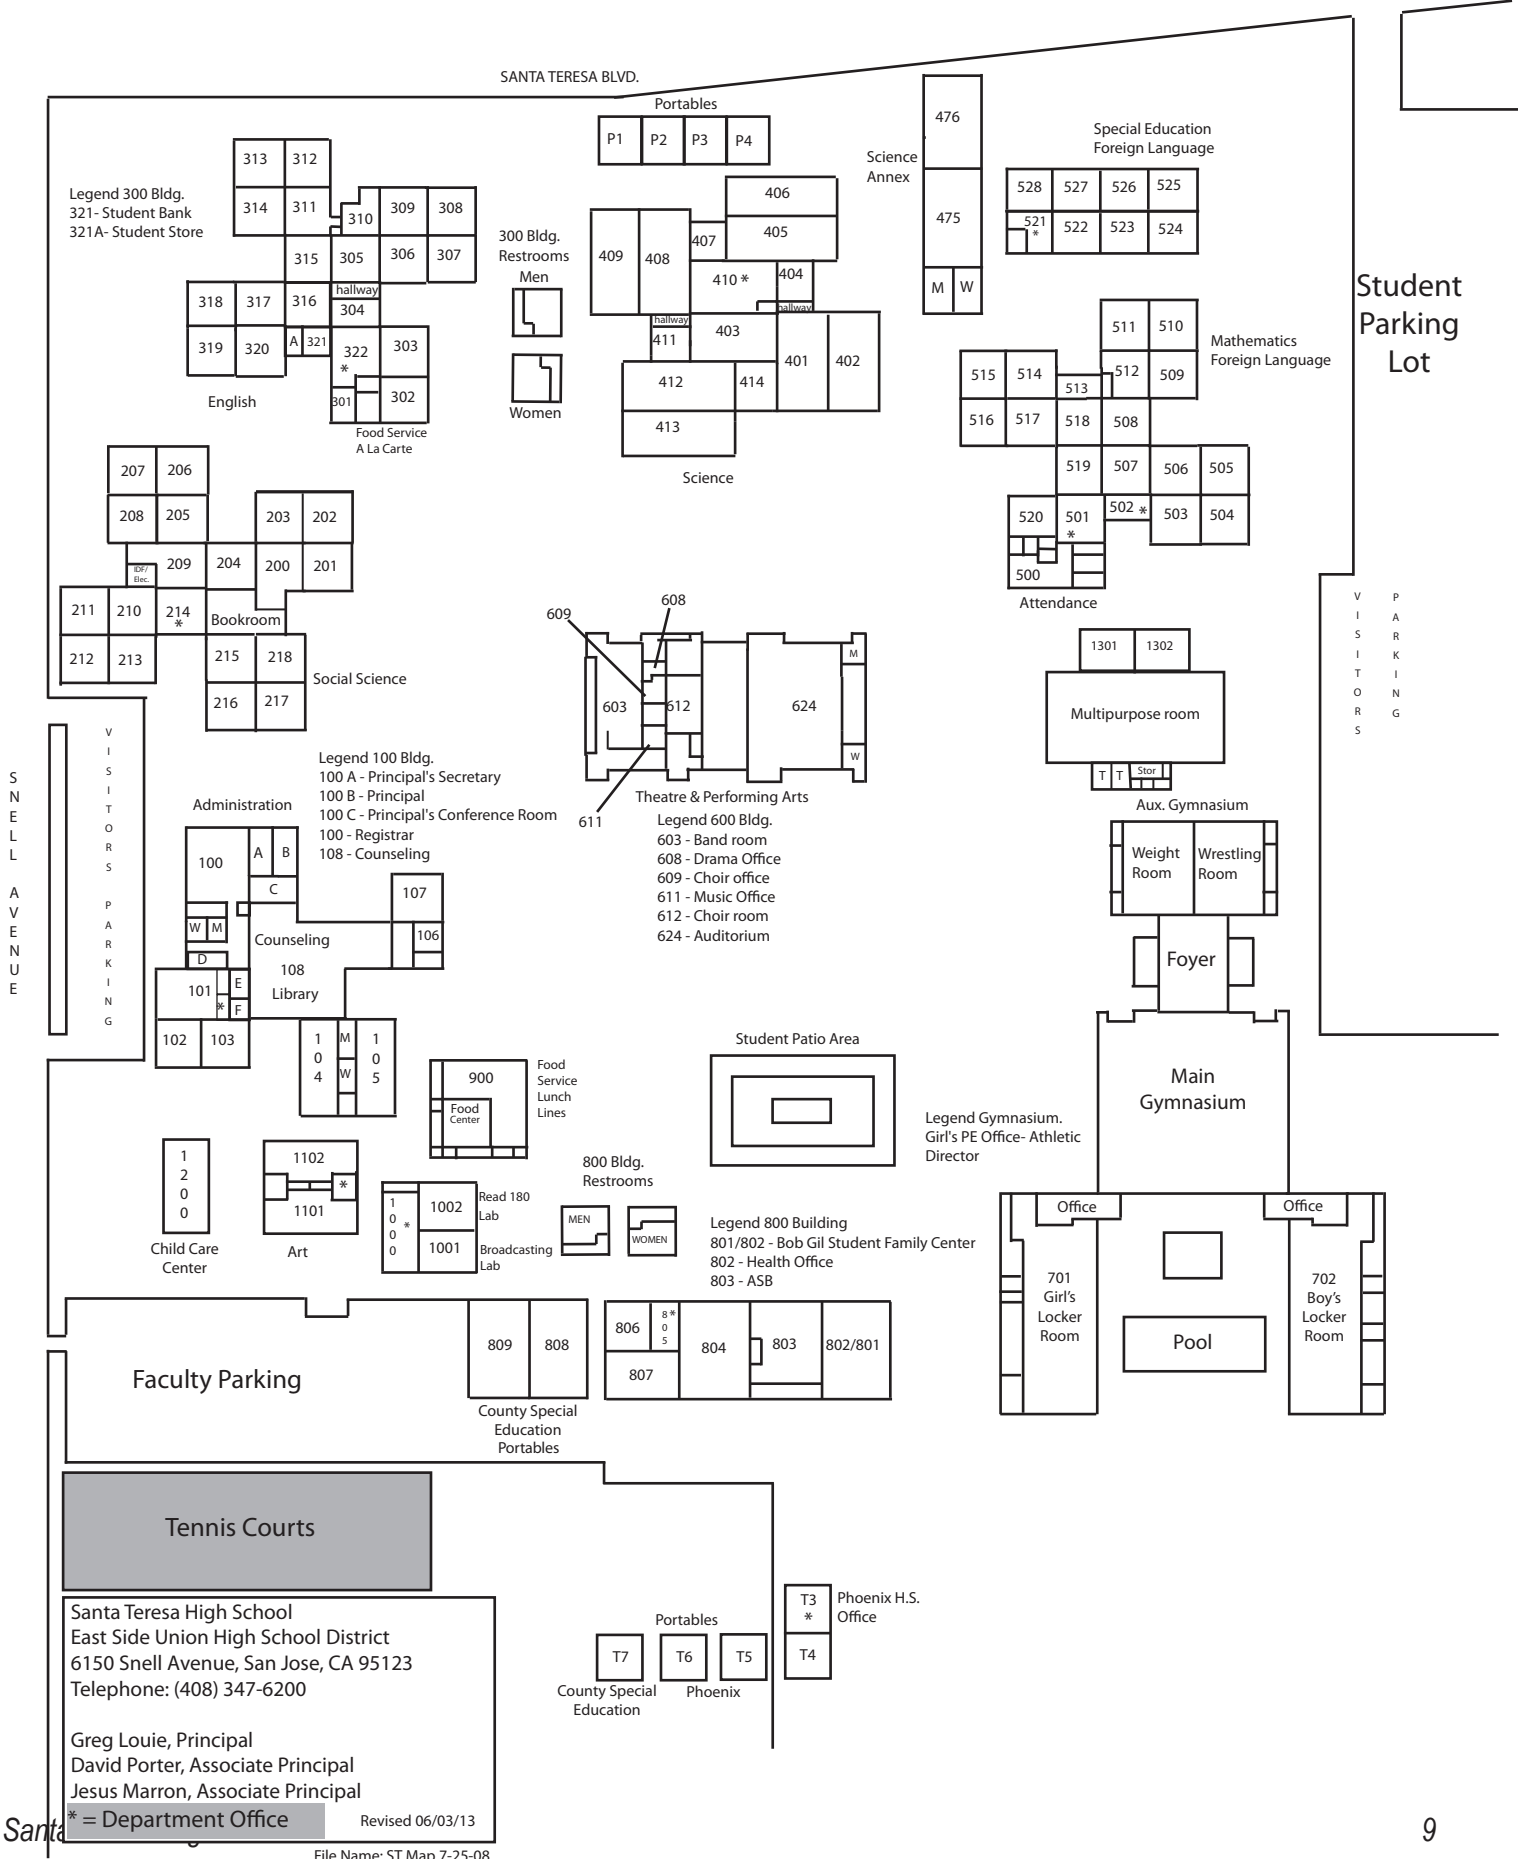 SANTA TERESA BLVD.
Portables
P1 P2 P3 P4
476
Science
Annex
475
M W
Special Education
Foreign Language
528 527 526 525
521 522 523 524
*
Student
Parking
Lot
Legend 300 Bldg.
321- Student Bank
321A- Student Store
313 312
314 311 310 309 308
315 305 306 307
318 317 316 hallway
304
319 320 A 321 322 303
*
301 302
English
Food Service
A La Carte
300 Bldg.
Restrooms
Men
Women
406
405
409 408 407
410 * 404
hallway
hallway
411 403 401 402
412 414
413
Science
511 510
Mathematics
Foreign Language
515 514 513 512 509
516 517 518 508
519 507 506 505
520 501 502 * 503 504
*
500
Attendance
207 206
208 205 203 202
IDF/
Elec.
209 204 200 201
211 210 214 Bookroom
*
212 213 215 218
216 217
Social Science
608
609
603 612 624
M
W
611
Theatre & Performing Arts
Legend 600 Bldg.
603 - Band room
608 - Drama Office
609 - Choir office
611 - Music Office
612 - Choir room
624 - Auditorium
1301 1302
Multipurpose room
T T Stor
Aux. Gymnasium
Weight
Room
Wrestling
Room
Foyer
Main
Gymnasium
VISITORS PARKING
SNELL AVENUE
VISITORS PARKING
Legend 100 Bldg.
100 A - Principal's Secretary
100 B - Principal
100 C - Principal's Conference Room
100 - Registrar
108 - Counseling
Administration
100 A B
C
107
W M 106
Counseling
D
108
Library
101 E
* F
102 103
104 M 105
W
900
Food
Center
Food
Service
Lunch
Lines
Student Patio Area
Legend Gymnasium.
Girl's PE Office- Athletic
Director
1200
Child Care
Center
1102
*
1101
Art
1000 *
1002
1001
Read 180
Lab
Broadcasting
Lab
800 Bldg.
Restrooms
MEN
WOMEN
Legend 800 Building
801/802 - Bob Gil Student Family Center
802 - Health Office
803 - ASB
Office Office
701
Girl's
Locker
Room
702
Boy's
Locker
Room
Pool
809 808
County Special
Education
Portables
806 805 * 804 803 802/801
807
Faculty Parking
Tennis Courts
Santa Teresa High School
East Side Union High School District
6150 Snell Avenue, San Jose, CA 95123
Telephone: (408) 347-6200
Greg Louie, Principal
David Porter, Associate Principal
Jesus Marron, Associate Principal
* = Department Office
Revised 06/03/13
File Name: ST Map 7-25-08
Portables
T7 T6 T5
County Special
Education
Phoenix
T3
*
T4
Phoenix H.S.
Office
9